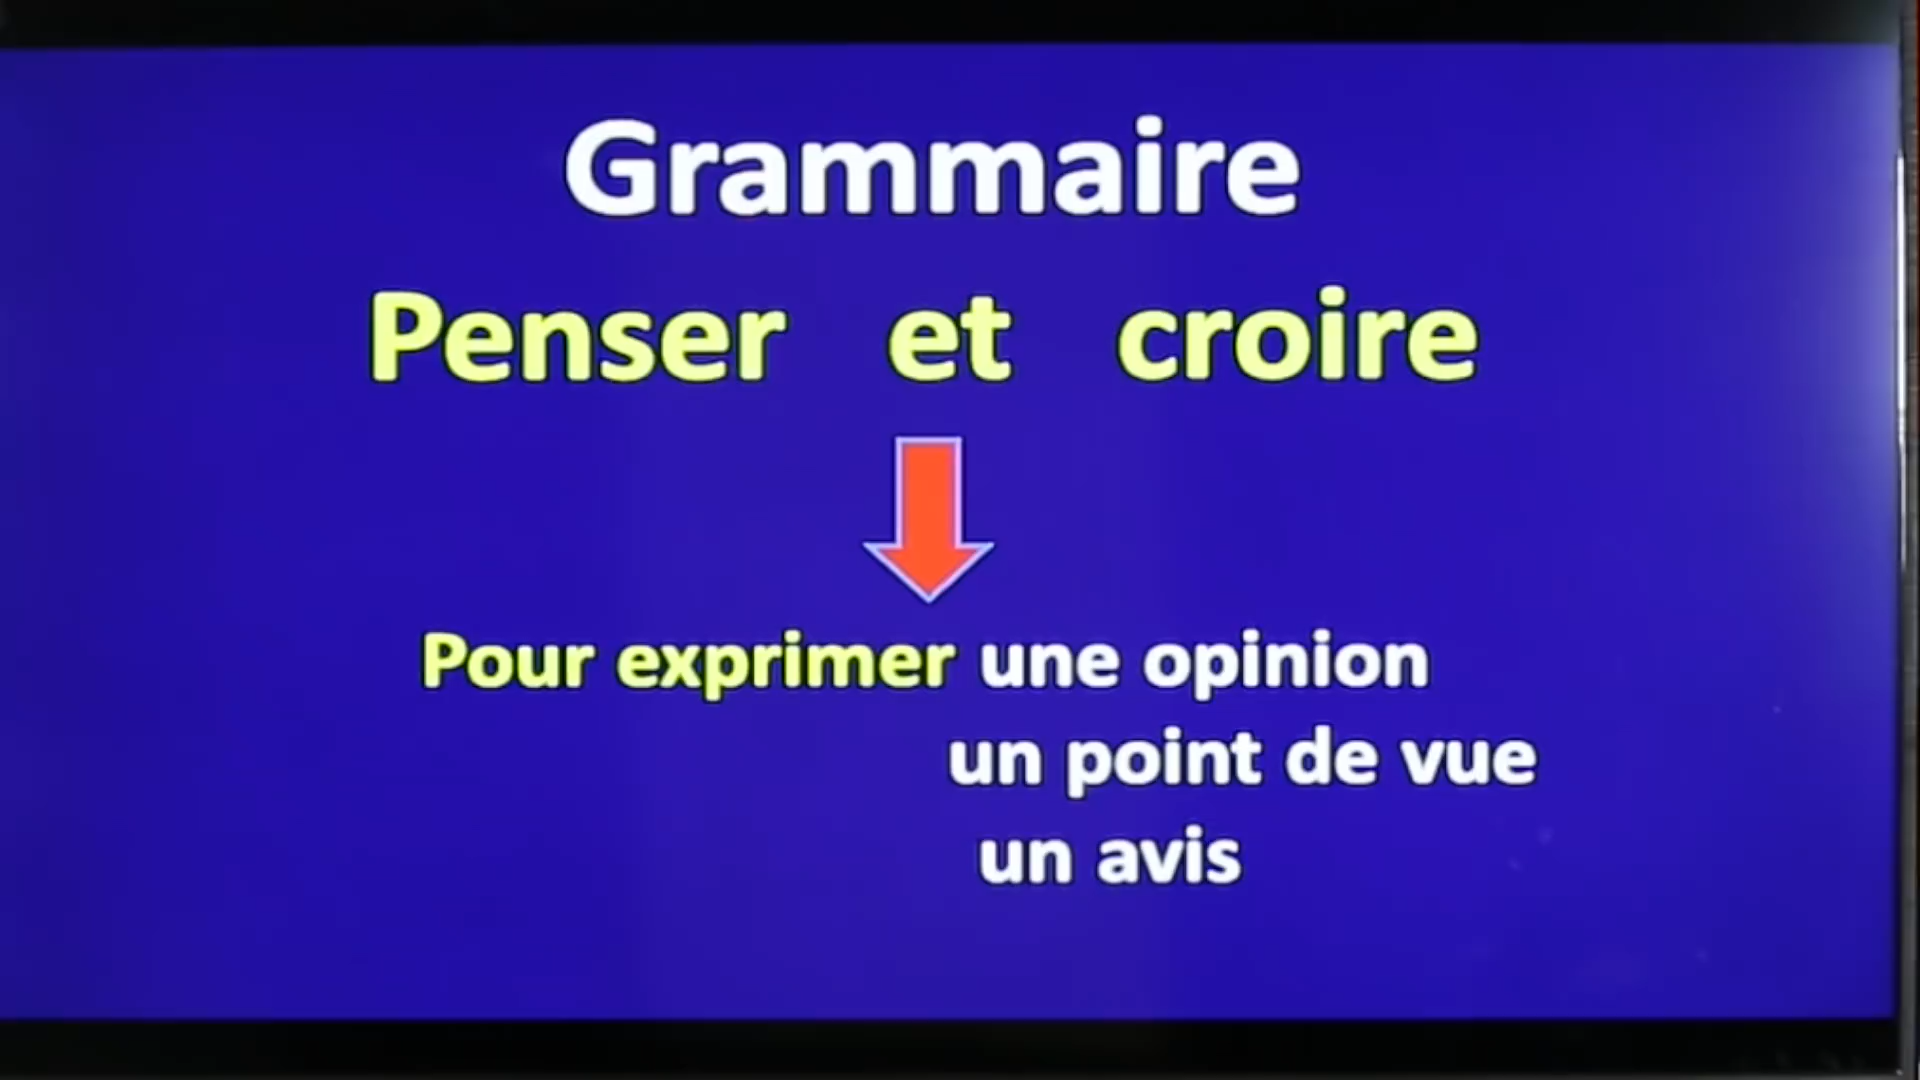 Grammaire
Penser et croire
Pour exprimer une opinion
un point de vue
un avis